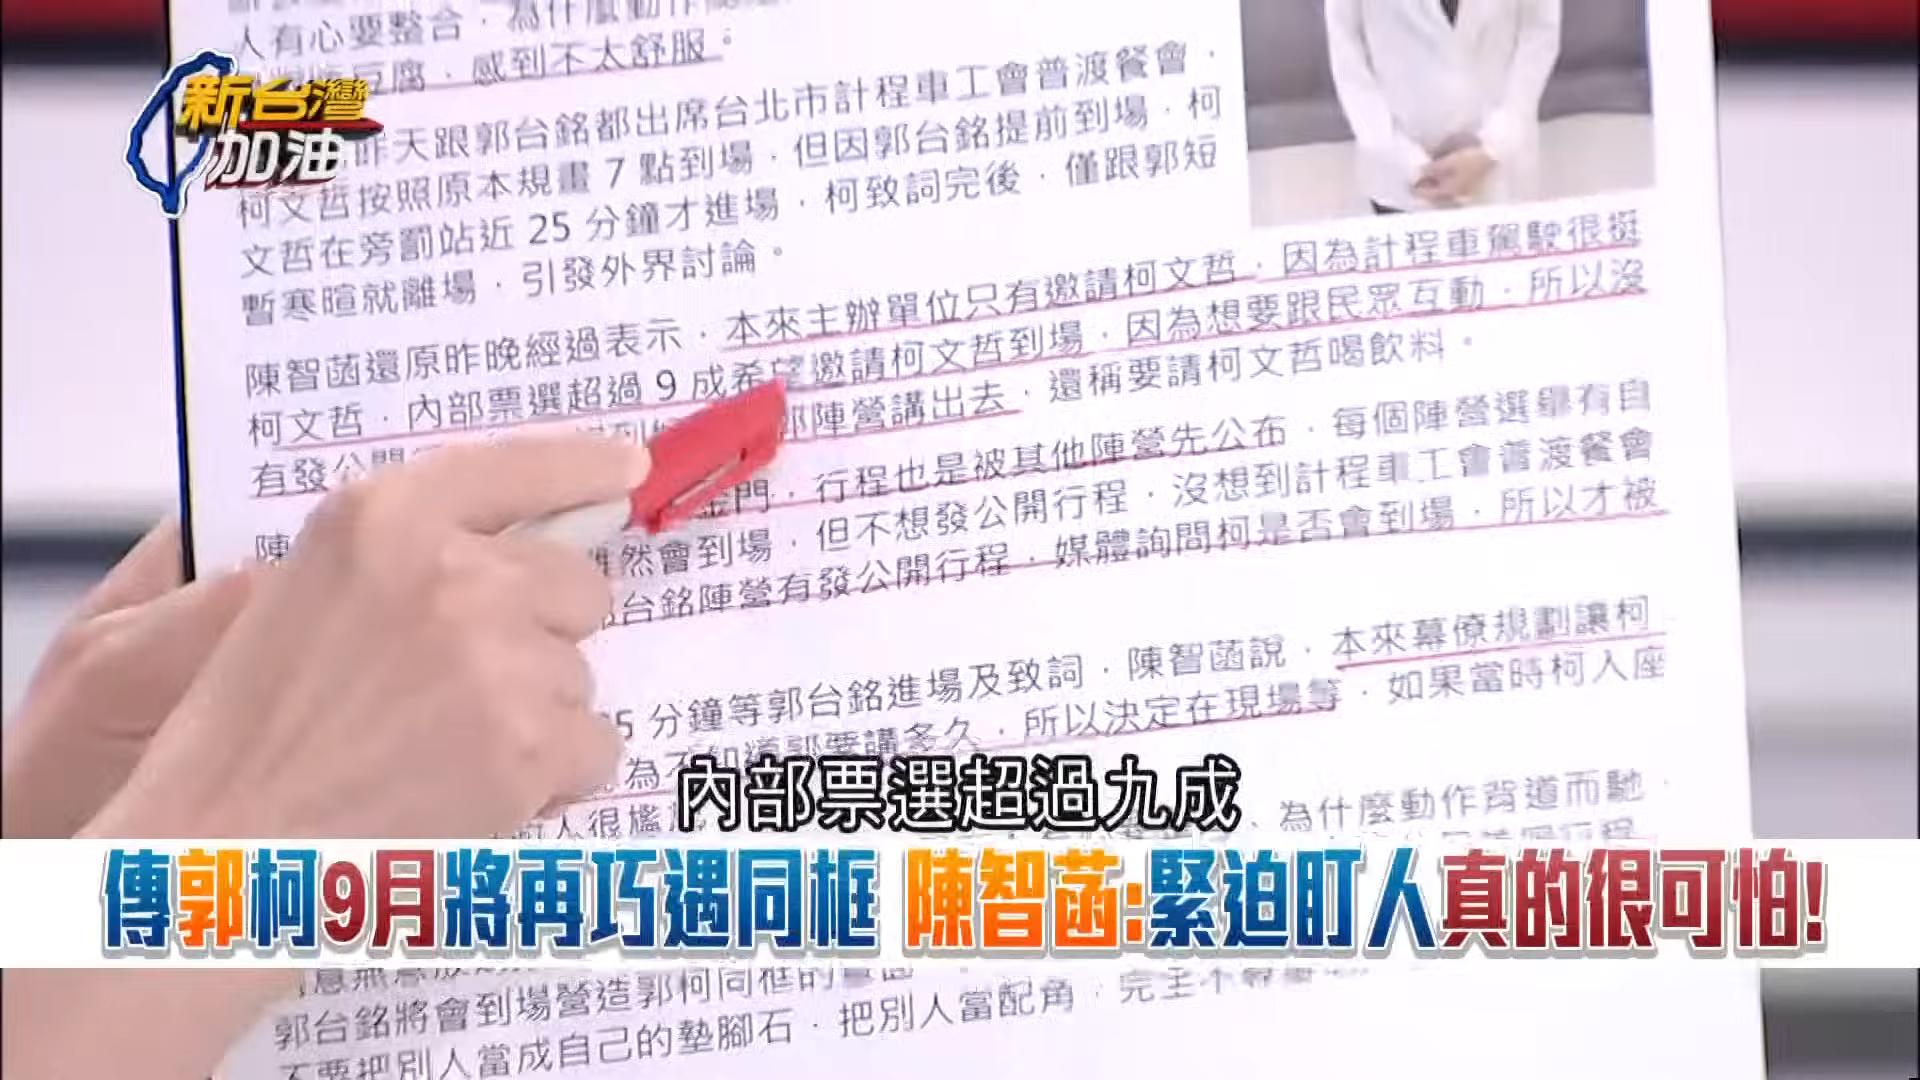 人有心要整合，為什麼動作
豆腐，感到不太舒服。
新台灣
加油
昨天跟郭台銘都出席台北市計程車工會普渡餐會，
柯文哲按照原本規畫7點到場，但因郭台銘提前到場，柯
文哲在旁罰站近25分鐘才進場，柯致詞完後，僅跟郭短
暫寒暄就離場，引發外界討論。
陳智菡還原昨晚經過表示，本來主辦單位只有邀請柯文哲，因為計程車駕駛很挺
柯文哲，內部票選超過9成希望邀請柯文哲到場，因為想要跟民眾互動，所以沒
有發公開 部陣營講出去，還稱要請柯文哲喝飲料。
陳 金門，行程也是被其他陣營先公布，每個陣營選舉有自
然會到場，但不想發公開行程，沒想到計程車工會普渡餐會
台銘陣營有發公開行程，媒體詢問柯是否會到場，所以才被
5分鐘等郭台銘進場及致詞，陳智菡說，本來幕僚規劃讓柯
為不知道郭要講多久，所以決定在現場等，如果當時柯入座
人很尷 為什麼動作背道而馳，
內部票選超過九成
傳郭柯9月將再巧遇同框 陳智菡:緊迫盯人真的很可怕!
郭台銘將會到場營造郭柯同框的畫面
不要把別人當成自己的墊腳石，把別人當配角，完全不尊重